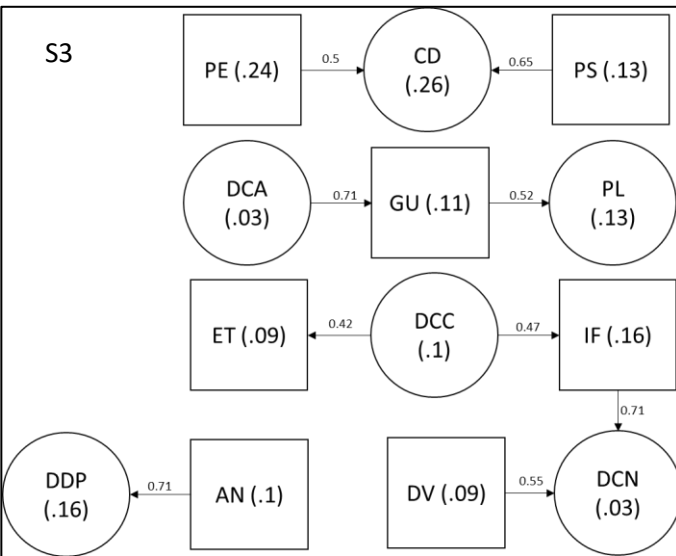 S3
PE (.24)
0.5
CD
(.26)
0.65
PS (.13)
DCA
(.03)
0.71
GU (.11)
0.52
PL
(.13)
ET (.09)
0.42
DCC
(.1)
0.47
IF (.16)
0.71
DDP
(.16)
0.71
AN (.1)
DV (.09)
0.55
DCN
(.03)